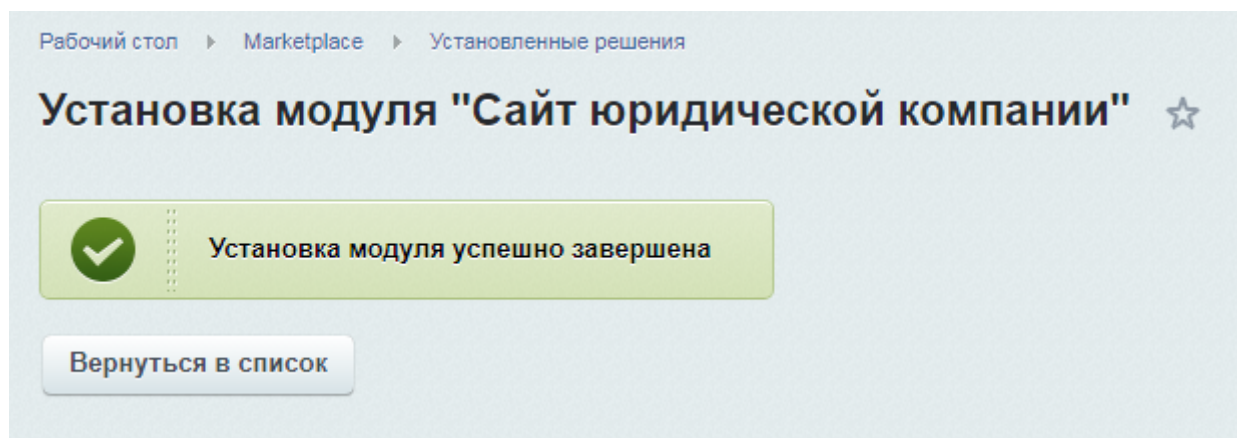 Рабочий стол Marketplace Установленные решения
Установка модуля "Сайт юридической компании"
Установка модуля успешно завершена
Вернуться в список